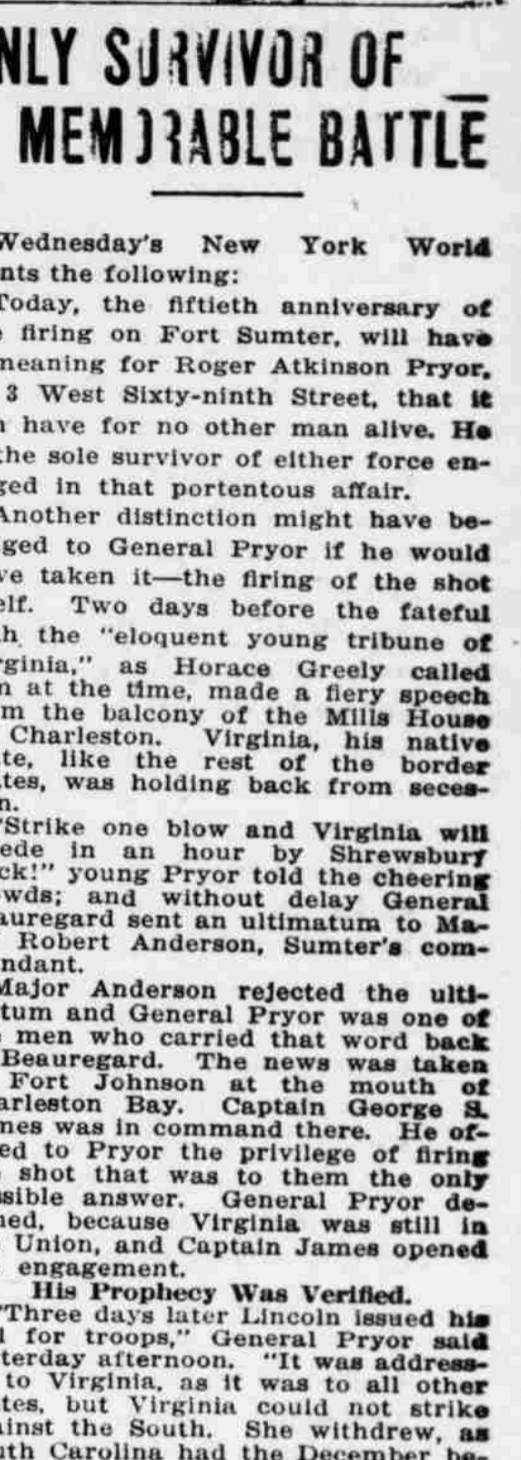 NLY SURVIVOR OF
MEMORABLE BATTLE
Wednesday's New York World
nts the following:
Today, the fiftieth anniversary of
firing on Fort Sumter, will have
meaning for Roger Atkinson Pryor,
3 West Sixty-ninth Street, that it
n have for no other man alive. He
the sole survivor of either force en-
ged in that portentous affair.
Another distinction might have be-
ged to General Pryor if he would
ve taken it—the firing of the shot
elf. Two days before the fateful
h the "eloquent young tribune of
rginia," as Horace Greely called
m at the time, made a fiery speech
m the balcony of the Mills House
Charleston. Virginia, his native
te, like the rest of the border
tes, was holding back from seces-
n.
"Strike one blow and Virginia will
ede in an hour by Shrewsbury
ck!" young Pryor told the cheering
wds; and without delay General
auregard sent an ultimatum to Ma-
Robert Anderson, Sumter's com-
ndant.
Major Anderson rejected the ulti-
tum and General Pryor was one of
men who carried that word back
Beauregard. The news was taken
Fort Johnson at the mouth of
arleston Bay. Captain George S.
mes was in command there. He of-
ed to Pryor the privilege of firing
shot that was to them the only
ssible answer. General Pryor de-
ned, because Virginia was still in
Union, and Captain James opened
engagement.
His Prophecy Was Verified.
"Three days later Lincoln issued his
l for troops," General Pryor said
terday afternoon. "It was address-
to Virginia, as it was to all other
tes, but Virginia could not strike
ainst the South. She withdrew, as
uth Carolina had the December be-